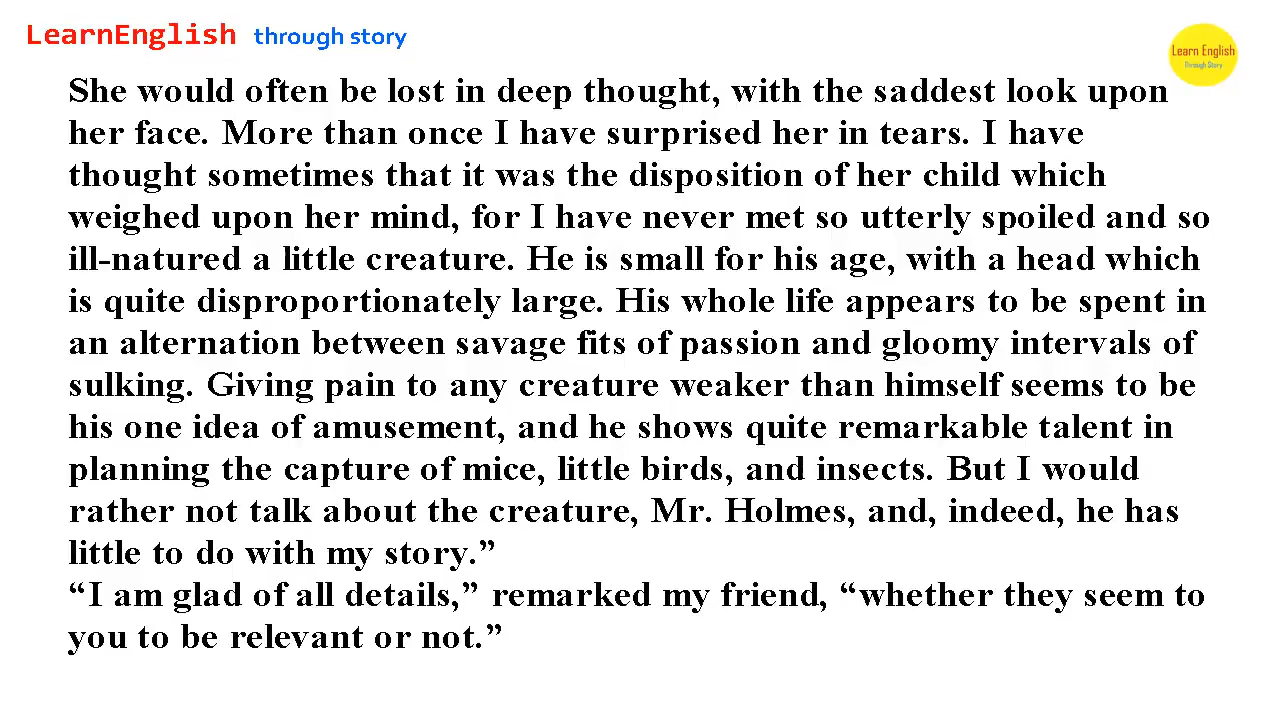 LearnEnglish through story
Learn English
Through Story
She would often be lost in deep thought, with the saddest look upon
her face. More than once I have surprised her in tears. I have
thought sometimes that it was the disposition of her child which
weighed upon her mind, for I have never met so utterly spoiled and so
ill-natured a little creature. He is small for his age, with a head which
is quite disproportionately large. His whole life appears to be spent in
an alternation between savage fits of passion and gloomy intervals of
sulking. Giving pain to any creature weaker than himself seems to be
his one idea of amusement, and he shows quite remarkable talent in
planning the capture of mice, little birds, and insects. But I would
rather not talk about the creature, Mr. Holmes, and, indeed, he has
little to do with my story.”
“I am glad of all details,” remarked my friend, “whether they seem to
you to be relevant or not.”